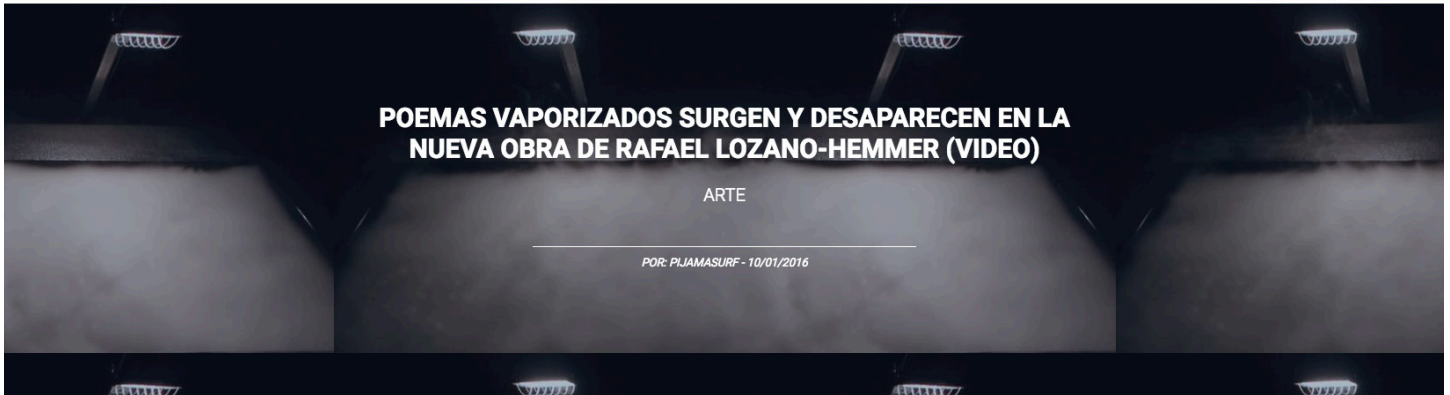 POEMAS VAPORIZADOS SURGEN Y DESAPARECEN EN LA
NUEVA OBRA DE RAFAEL LOZANO-HEMMER (VIDEO)
ARTE
POR: PIJAMASURF - 10/01/2016